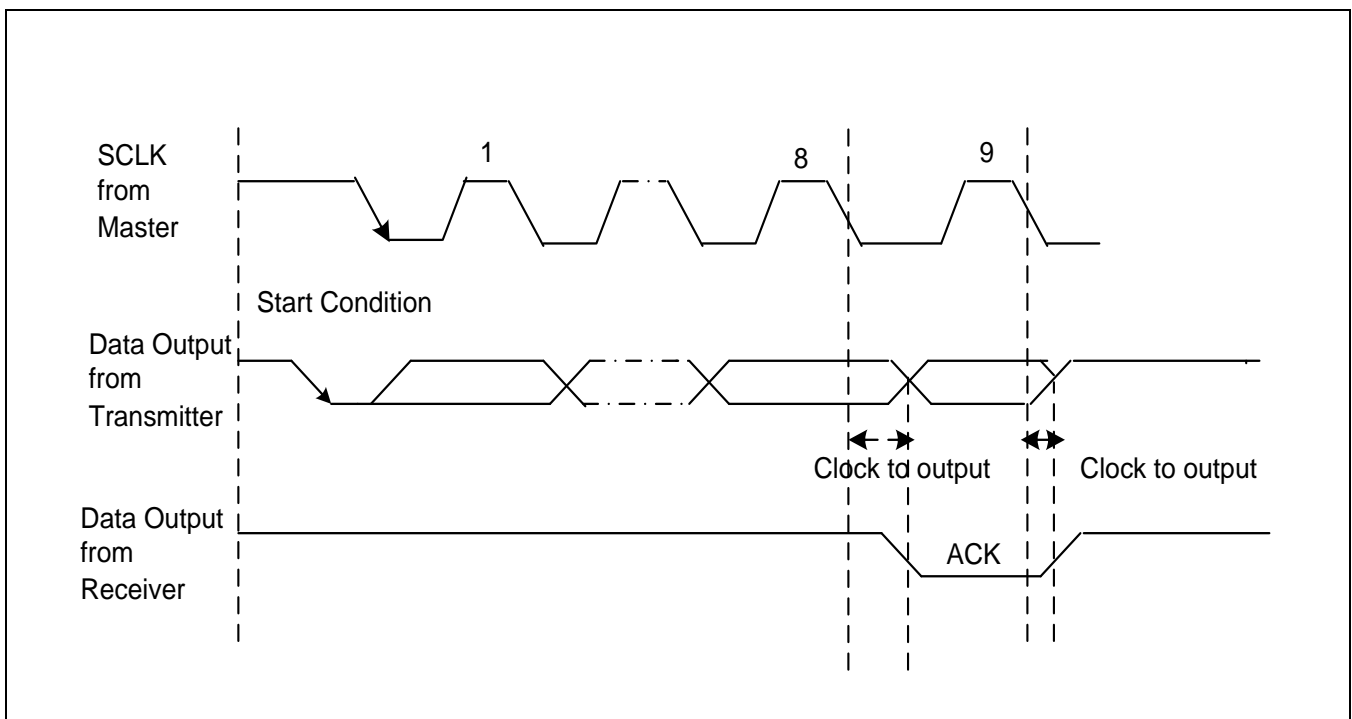 SCLK
from
Master
1
8
9
Start Condition
Data Output
from
Transmitter
Clock to output
Clock to output
Data Output
from
Receiver
ACK